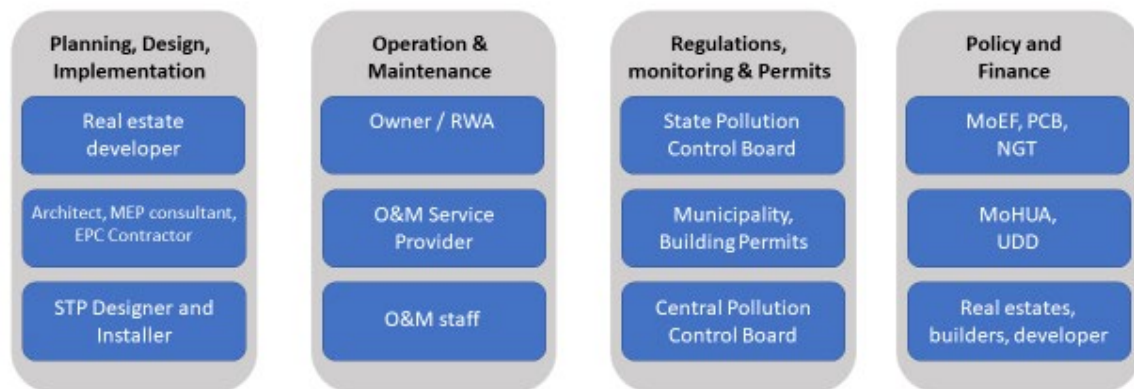 Planning, Design,
Implementation
Real estate
developer
Architect, MEP consultant,
EPC Contractor
STP Designer and
Installer
Operation &
Maintenance
Owner / RWA
O&M Service
Provider
O&M staff
Regulations,
monitoring & Permits
State Pollution
Control Board
Municipality,
Building Permits
Central Pollution
Control Board
Policy and
Finance
MoEF, PCB,
NGT
MoHUA,
UDD
Real estates,
builders, developer